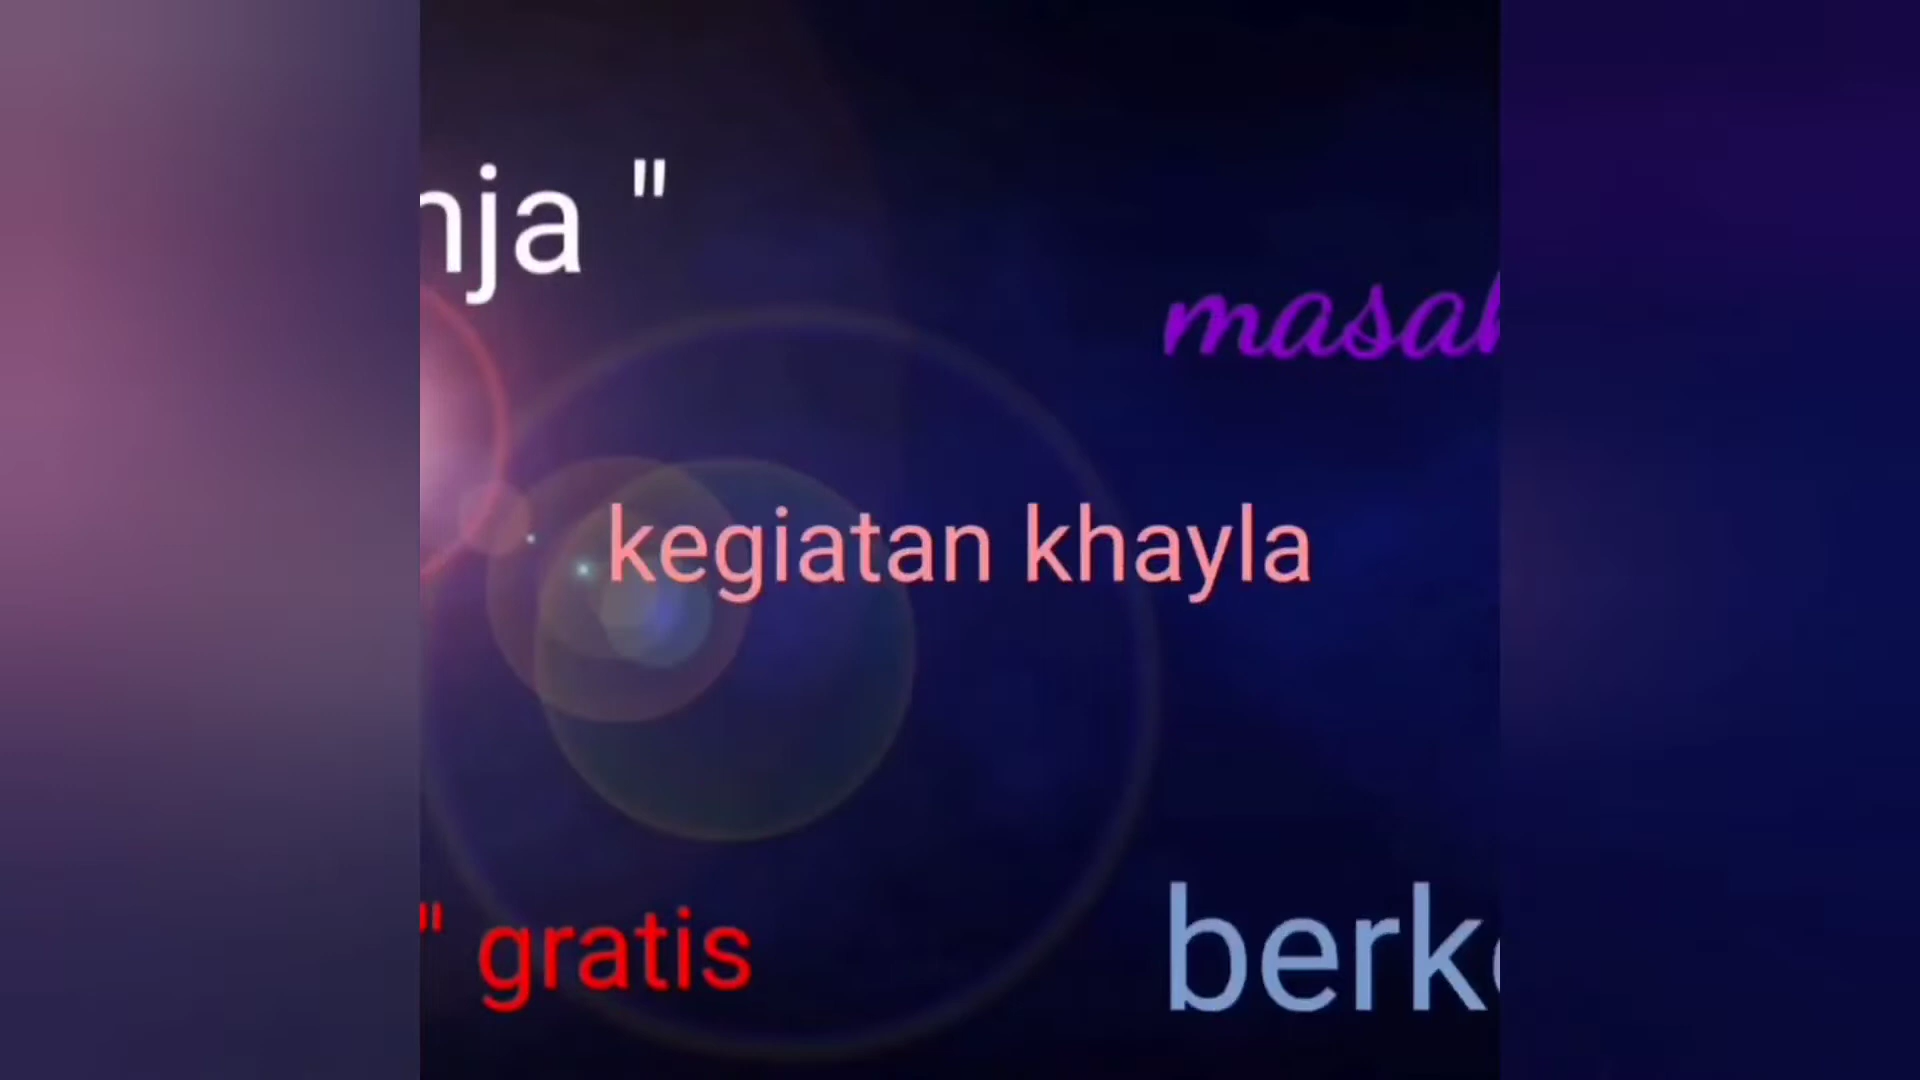 nja "
masak
kegiatan khayla
" gratis
berk